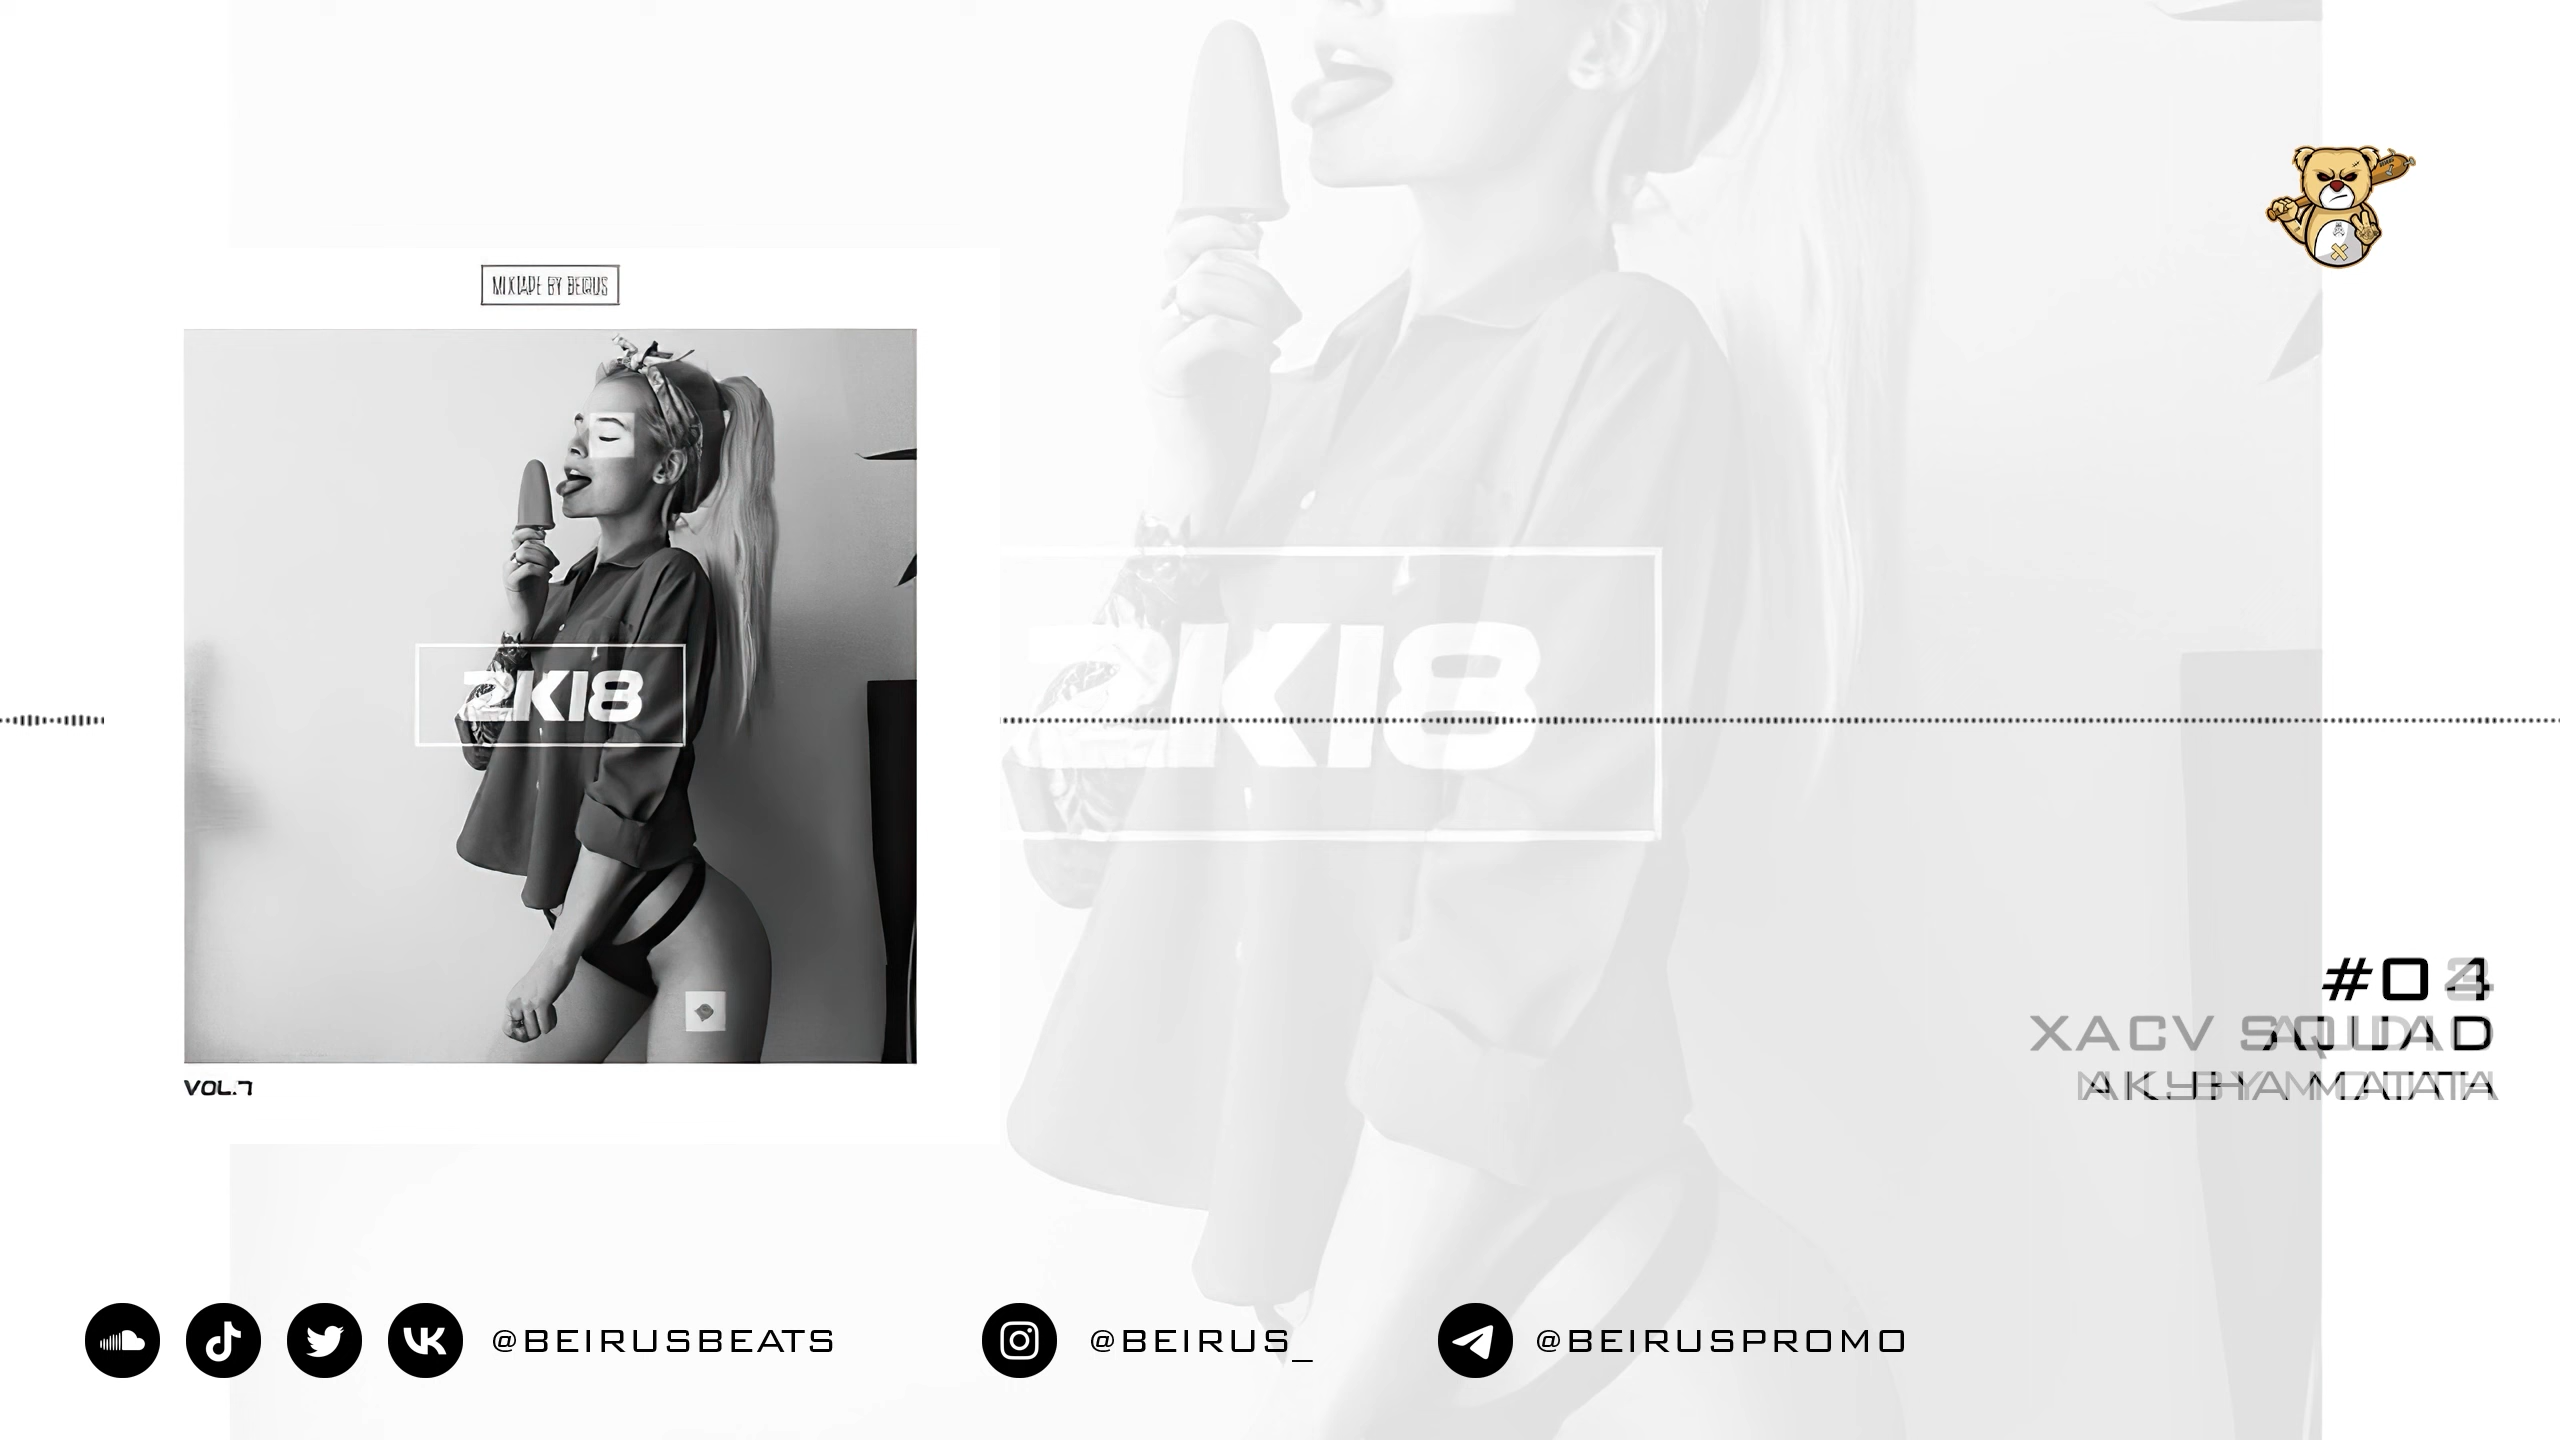 MIXTAPE BY BEIRUS
2K18
2K18
VOL.7
#04
XACV SQUAD
@BEIRUSBEATS
@BEIRUS_
@BEIRUSPROMO